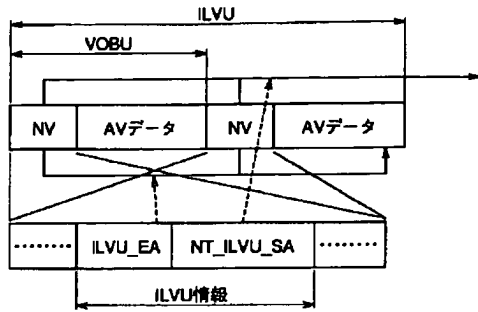 ILVU
VOBU
NV AVデータ NV AVデータ
········ ILVU_EA NT_ILVU_SA ········
ILVU情報